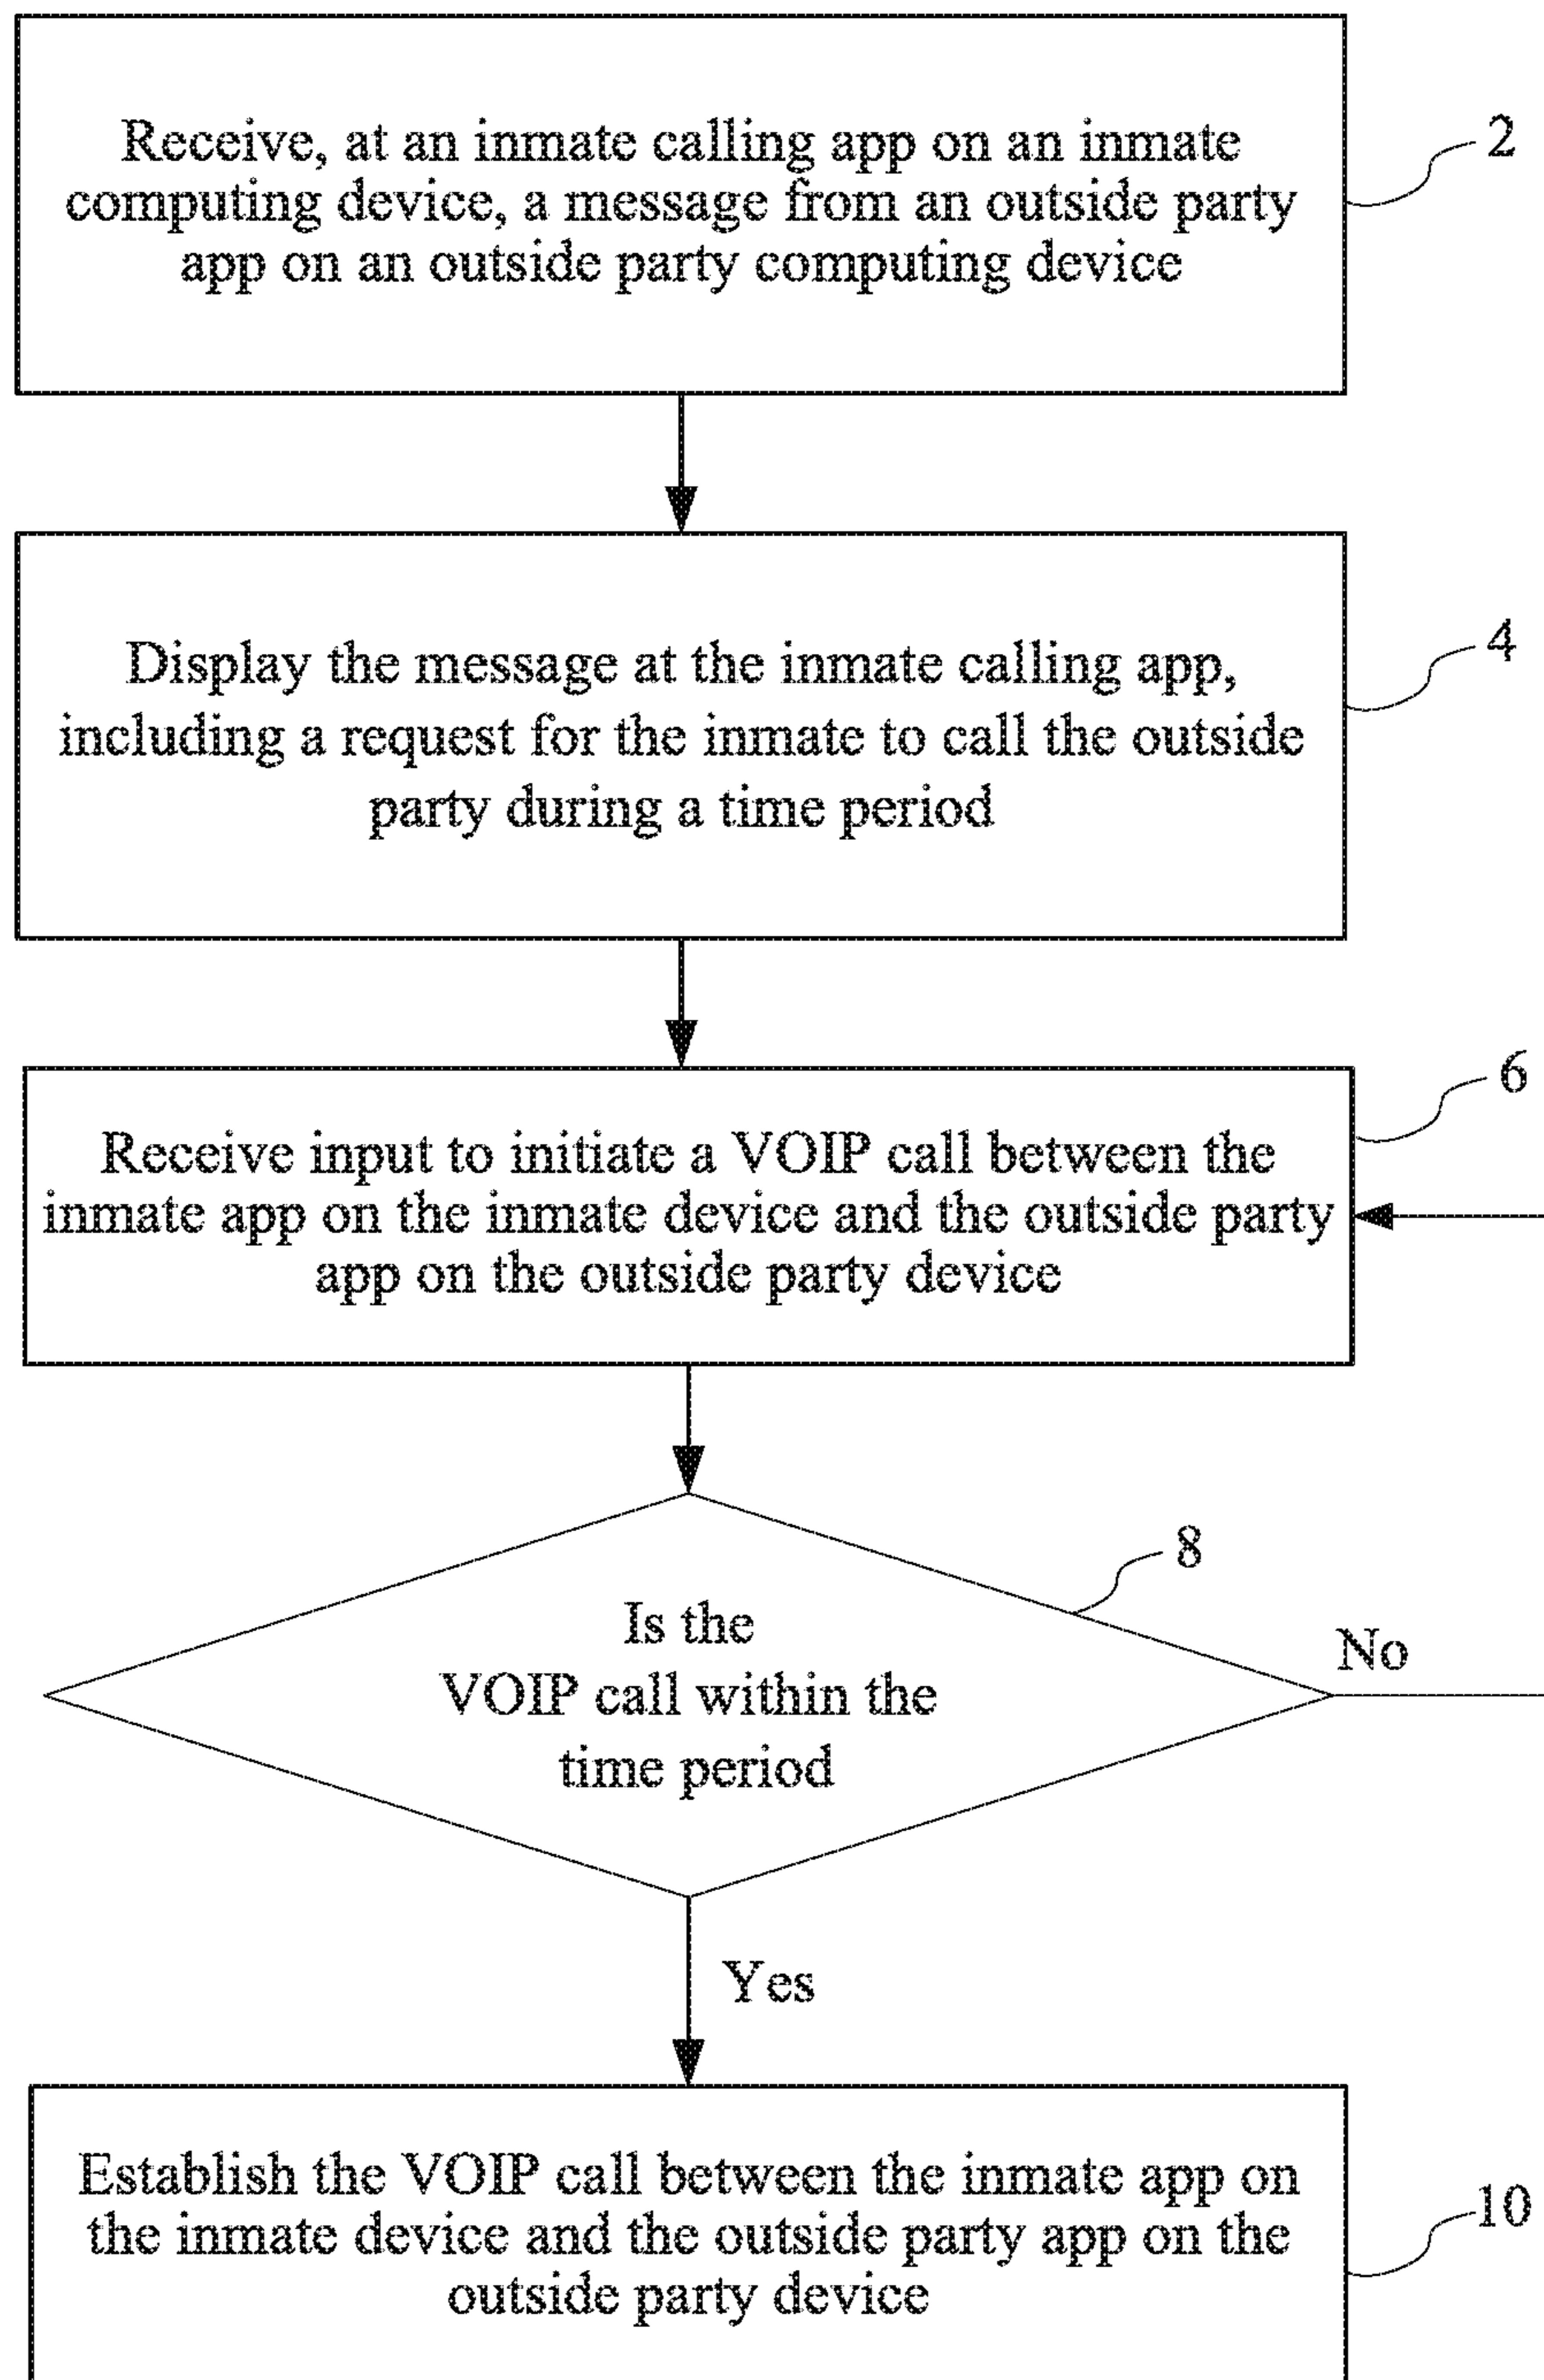 Receive, at an inmate calling app on an inmate
computing device, a message from an outside party
app on an outside party computing device
2
Display the message at the inmate calling app,
including a request for the inmate to call the outside
party during a time period
4
Receive input to initiate a VOIP call between the
inmate app on the inmate device and the outside party
app on the outside party device
6
Is the
VOIP call within the
time period
8
No
Yes
Establish the VOIP call between the inmate app on
the inmate device and the outside party app on the
outside party device
10